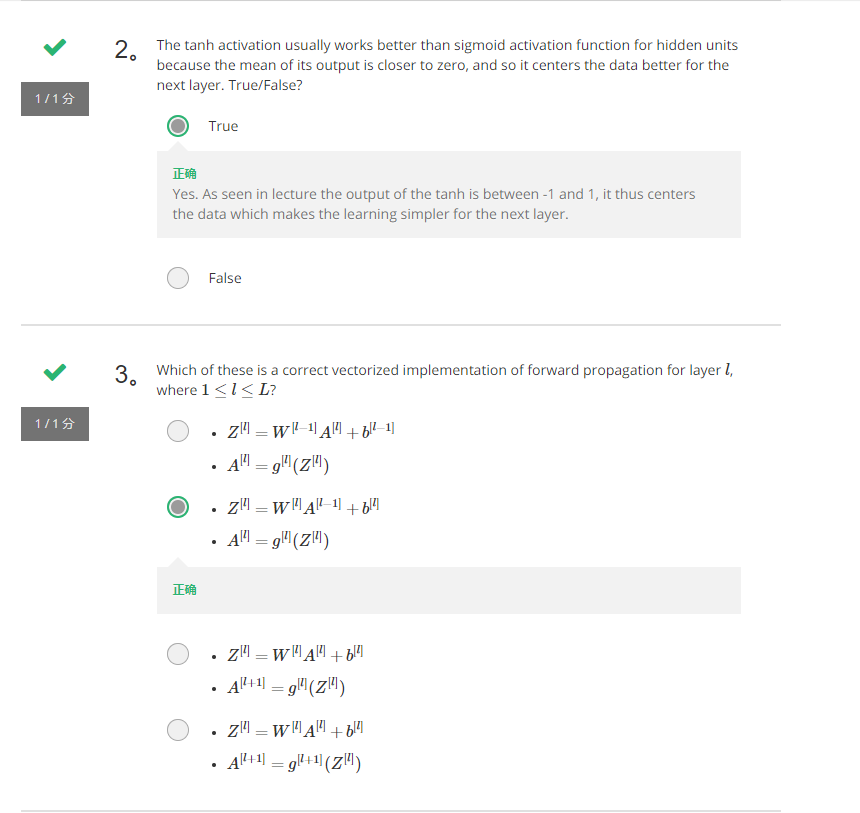 2。
The tanh activation usually works better than sigmoid activation function for hidden units
because the mean of its output is closer to zero, and so it centers the data better for the
next layer. True/False?
1 / 1 分
True
正确
Yes. As seen in lecture the output of the tanh is between -1 and 1, it thus centers
the data which makes the learning simpler for the next layer.
False
3。
Which of these is a correct vectorized implementation of forward propagation for layer l,
where 1 ≤ l ≤ L?
1 / 1 分
• Z^[l] = W^[l−1] A^[l] + b^[l−1]
• A^[l] = g^[l](Z^[l])
• Z^[l] = W^[l] A^[l−1] + b^[l]
• A^[l] = g^[l](Z^[l])
正确
• Z^[l] = W^[l] A^[l] + b^[l]
• A^[l+1] = g^[l](Z^[l])
• Z^[l] = W^[l] A^[l] + b^[l]
• A^[l+1] = g^[l+1](Z^[l])